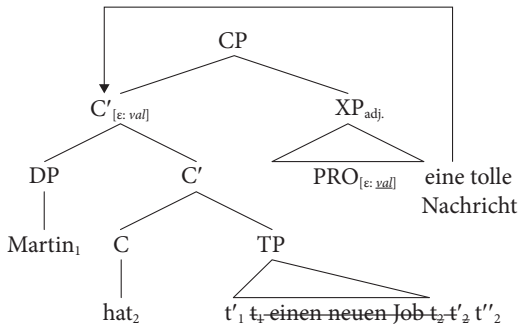 CP
C′[ε: val] XPadj.
DP C′ PRO[ε: val] eine tolle
Nachricht
Martin₁ C TP
hat₂ t′₁ t₁ einen neuen Job t₂ t′₂ t″₂